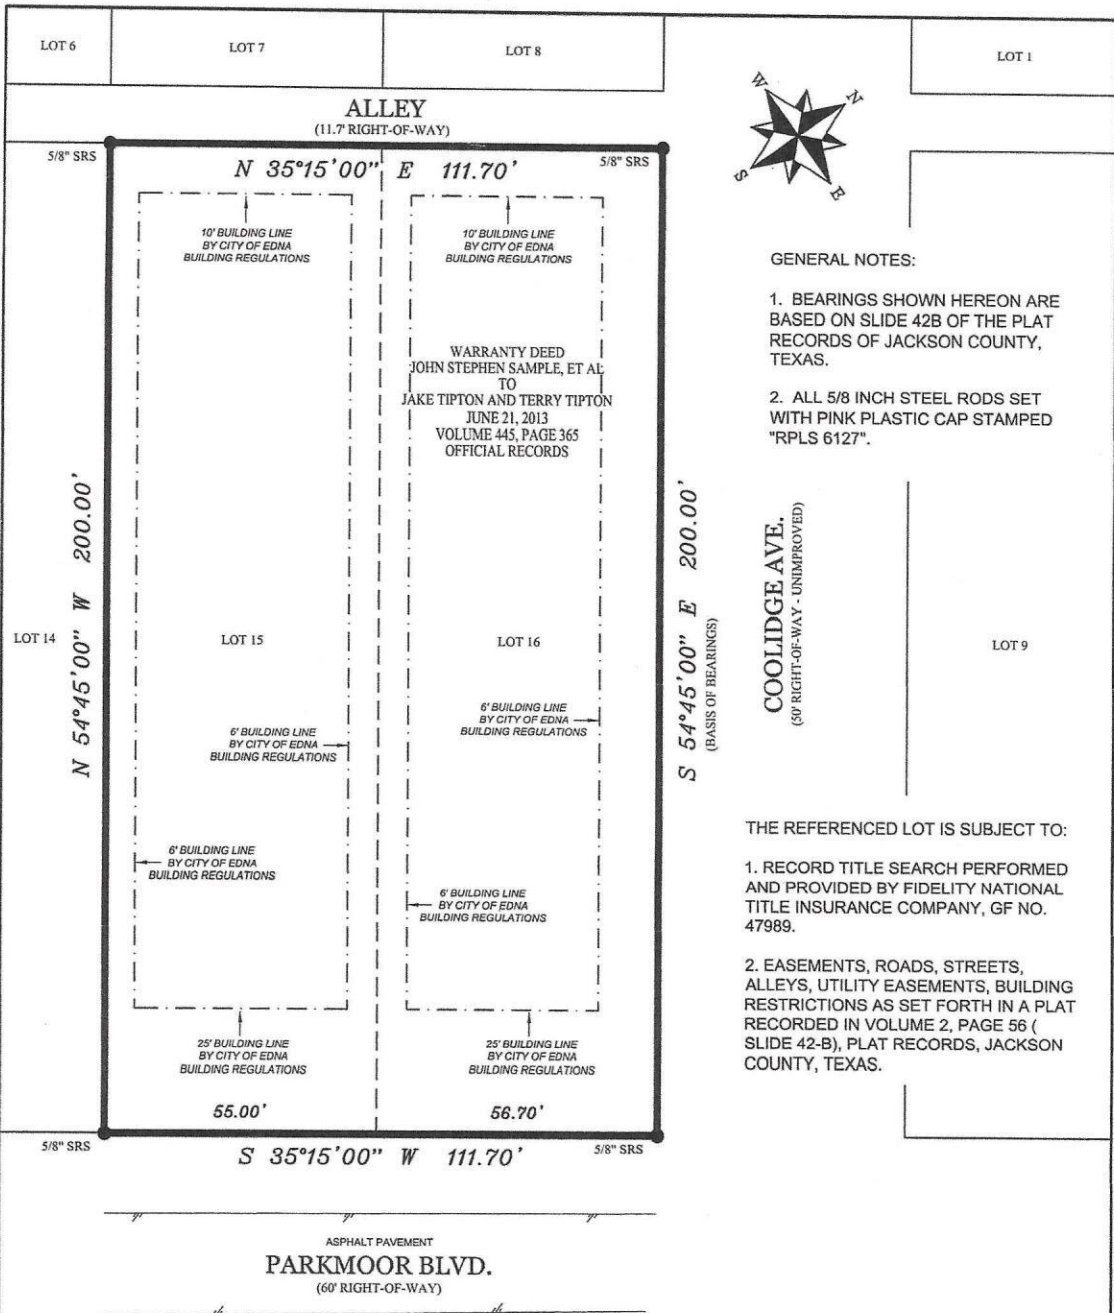 LOT 6
LOT 7
LOT 8
LOT 1
ALLEY
(11.7' RIGHT-OF-WAY)
5/8" SRS
N 35°15'00" E 111.70'
5/8" SRS
W
N
S
E
10' BUILDING LINE
BY CITY OF EDNA
BUILDING REGULATIONS
10' BUILDING LINE
BY CITY OF EDNA
BUILDING REGULATIONS
GENERAL NOTES:
1. BEARINGS SHOWN HEREON ARE
BASED ON SLIDE 42B OF THE PLAT
RECORDS OF JACKSON COUNTY,
TEXAS.
2. ALL 5/8 INCH STEEL RODS SET
WITH PINK PLASTIC CAP STAMPED
"RPLS 6127".
WARRANTY DEED
JOHN STEPHEN SAMPLE, ET AL
TO
JAKE TIPTON AND TERRY TIPTON
JUNE 21, 2013
VOLUME 445, PAGE 365
OFFICIAL RECORDS
N 54°45'00" W 200.00'
S 54°45'00" E 200.00'
(BASIS OF BEARINGS)
COOLIDGE AVE.
(50' RIGHT-OF-WAY - UNIMPROVED)
LOT 14
LOT 15
LOT 16
LOT 9
6' BUILDING LINE
BY CITY OF EDNA
BUILDING REGULATIONS
6' BUILDING LINE
BY CITY OF EDNA
BUILDING REGULATIONS
6' BUILDING LINE
BY CITY OF EDNA
BUILDING REGULATIONS
6' BUILDING LINE
BY CITY OF EDNA
BUILDING REGULATIONS
THE REFERENCED LOT IS SUBJECT TO:
1. RECORD TITLE SEARCH PERFORMED
AND PROVIDED BY FIDELITY NATIONAL
TITLE INSURANCE COMPANY, GF NO.
47989.
2. EASEMENTS, ROADS, STREETS,
ALLEYS, UTILITY EASEMENTS, BUILDING
RESTRICTIONS AS SET FORTH IN A PLAT
RECORDED IN VOLUME 2, PAGE 56 (
SLIDE 42-B), PLAT RECORDS, JACKSON
COUNTY, TEXAS.
25' BUILDING LINE
BY CITY OF EDNA
BUILDING REGULATIONS
25' BUILDING LINE
BY CITY OF EDNA
BUILDING REGULATIONS
55.00'
56.70'
5/8" SRS
S 35°15'00" W 111.70'
5/8" SRS
ASPHALT PAVEMENT
PARKMOOR BLVD.
(60' RIGHT-OF-WAY)